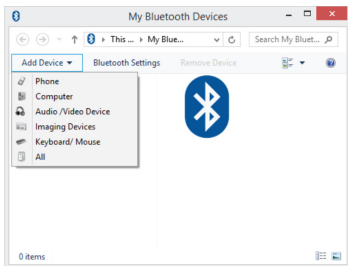 My Bluetooth Devices
This ... My Blue... Search My Bluet...
Add Device Bluetooth Settings Remove Device
Phone
Computer
Audio /Video Device
Imaging Devices
Keyboard/ Mouse
All
0 items